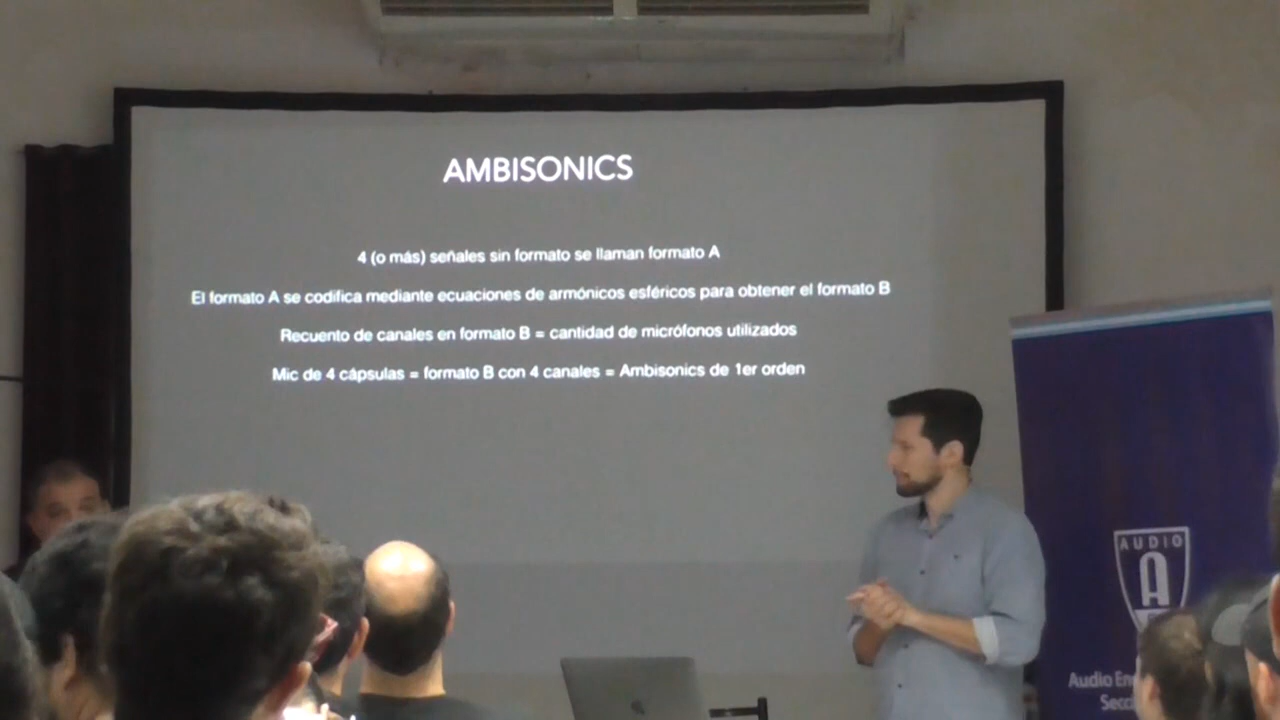 AMBISONICS
4 (o más) señales sin formato se llaman formato A
El formato A se codifica mediante ecuaciones de armónicos esféricos para obtener el formato B
Recuento de canales en formato B = cantidad de micrófonos utilizados
Mic de 4 cápsulas = formato B con 4 canales = Ambisonics de 1er orden
AUDIO
A
Audio